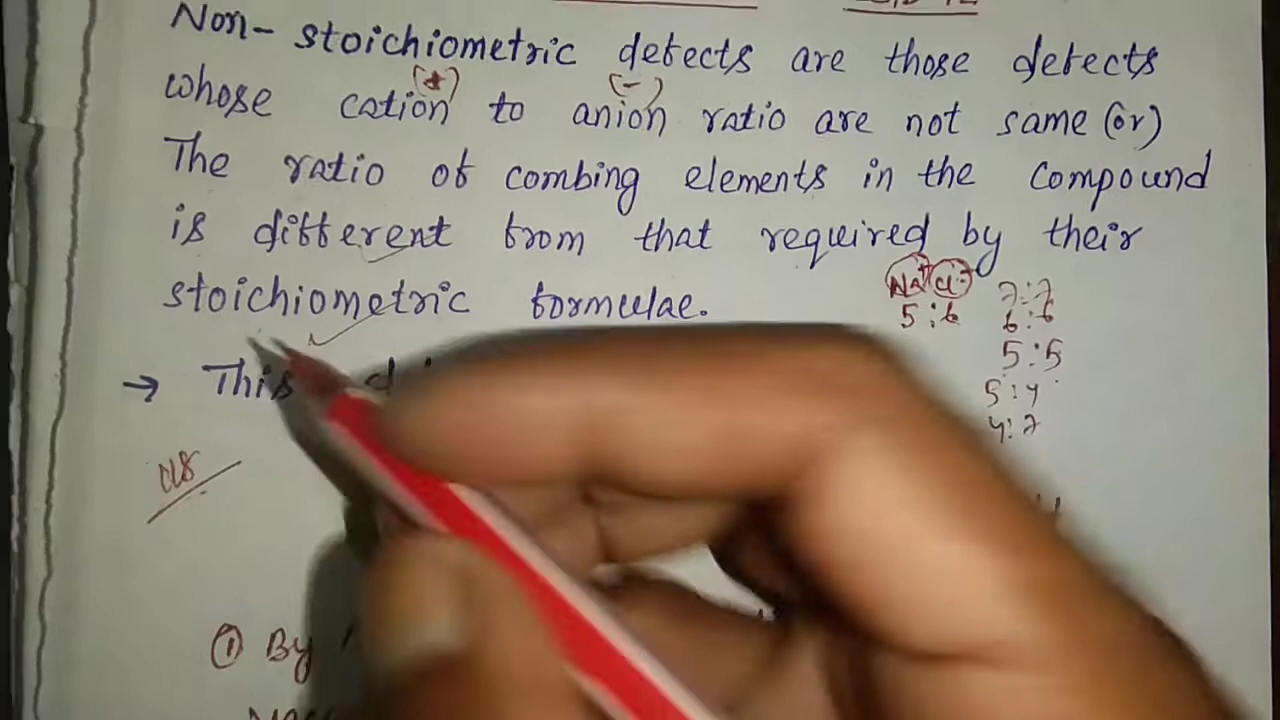 Non-stoichiometric defects are those defects
(+) (-)
whose cation to anion ratio are not same (or)
The ratio of combing elements in the compound
is different from that required by their
stoichiometric formulae.
Na+ Cl-
5:6
7:7
6:6
5:5
5:4
4:7
→ This
① By